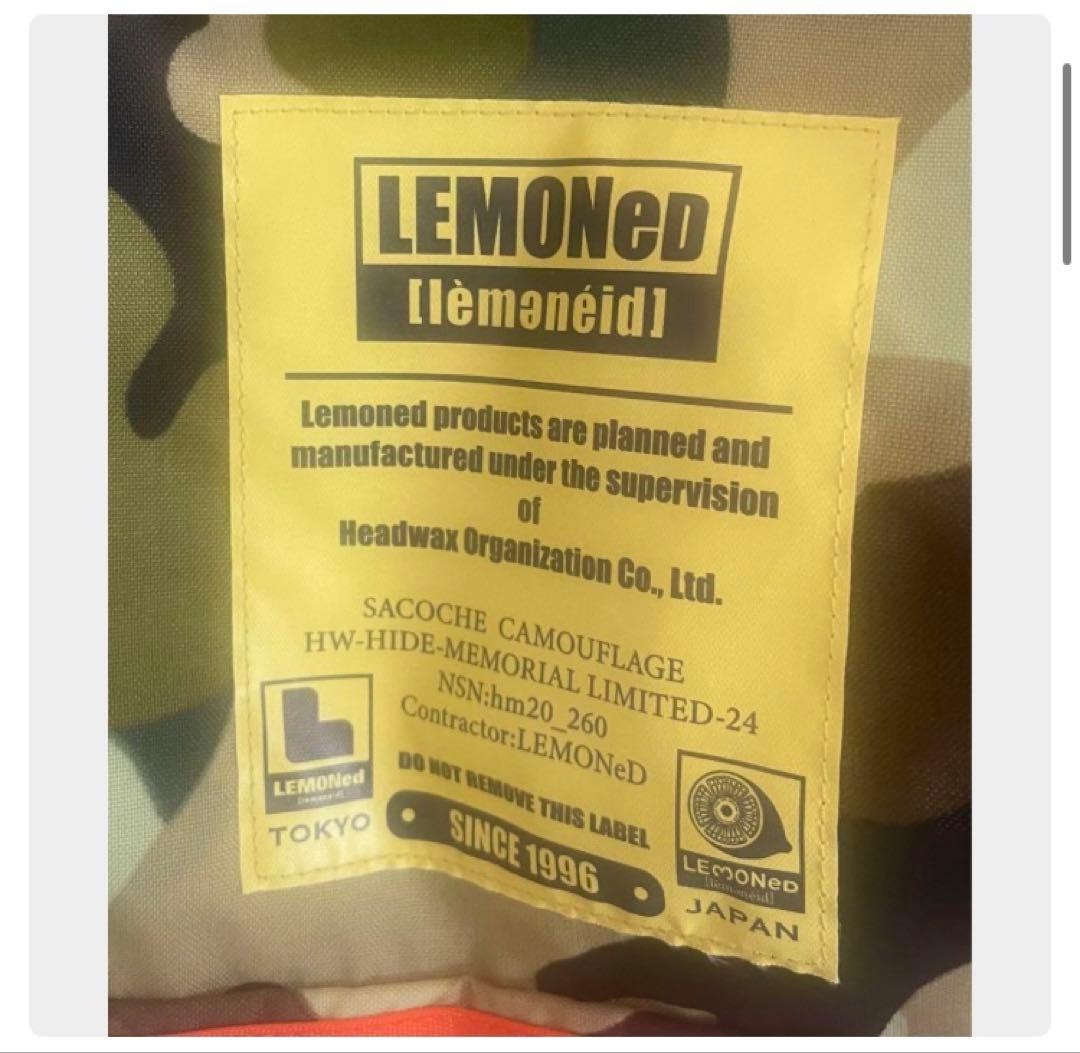 LEMONeD
[lèmənéid]
Lemoned products are planned and
manufactured under the supervision
of
Headwax Organization Co., Ltd.
SACOCHE CAMOUFLAGE
HW-HIDE-MEMORIAL LIMITED-24
NSN:hm20_260
Contractor:LEMONeD
DO NOT REMOVE THIS LABEL
SINCE 1996
LEMONed
TOKYO
LEMONeD
[lèmənéid]
JAPAN